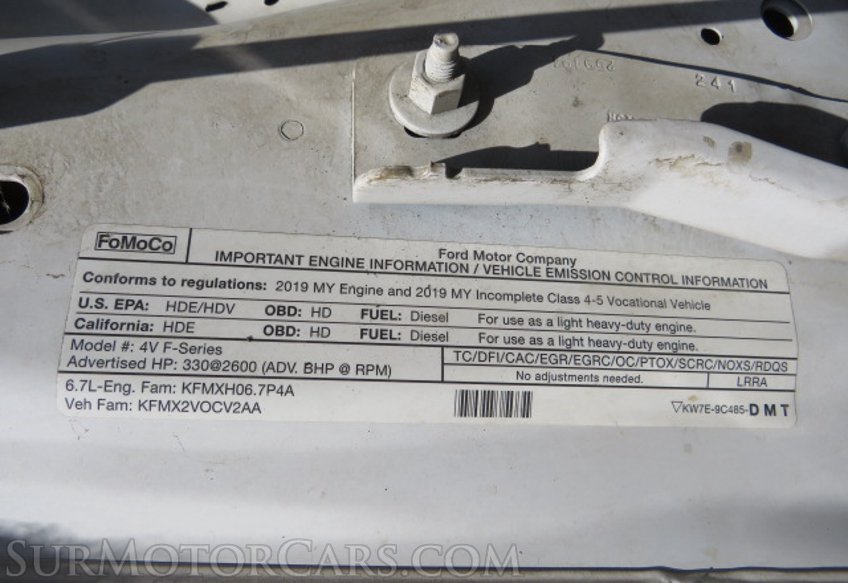 241
FoMoCo
Ford Motor Company
IMPORTANT ENGINE INFORMATION / VEHICLE EMISSION CONTROL INFORMATION
Conforms to regulations: 2019 MY Engine and 2019 MY Incomplete Class 4-5 Vocational Vehicle
U.S. EPA: HDE/HDV OBD: HD FUEL: Diesel For use as a light heavy-duty engine.
California: HDE OBD: HD FUEL: Diesel For use as a light heavy-duty engine.
Model #: 4V F-Series
Advertised HP: 330@2600 (ADV. BHP @ RPM)
TC/DFI/CAC/EGR/EGRC/OC/PTOX/SCRC/NOXS/RDQS
No adjustments needed. LRRA
6.7L-Eng. Fam: KFMXH06.7P4A
Veh Fam: KFMX2VOCV2AA
KW7E-9C485-DMT
SurMotorCars.com